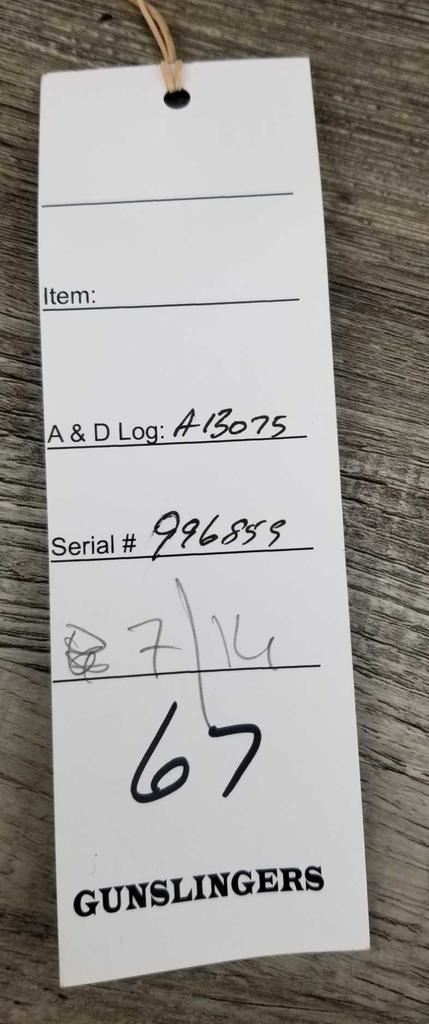 Item:
A & D Log: A13075
Serial # 996859
7/14
67
GUNSLINGERS